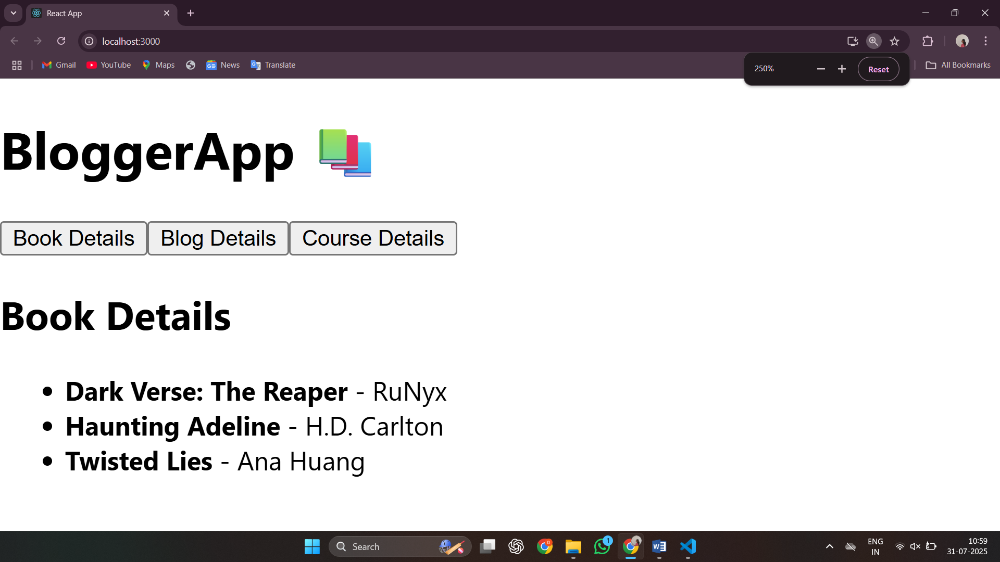 React App
localhost:3000
Gmail YouTube Maps News Translate All Bookmarks
250% Reset
BloggerApp
Book Details Blog Details Course Details
Book Details
Dark Verse: The Reaper - RuNyx
Haunting Adeline - H.D. Carlton
Twisted Lies - Ana Huang
Search
1
ENG
IN
10:59
31-07-2025